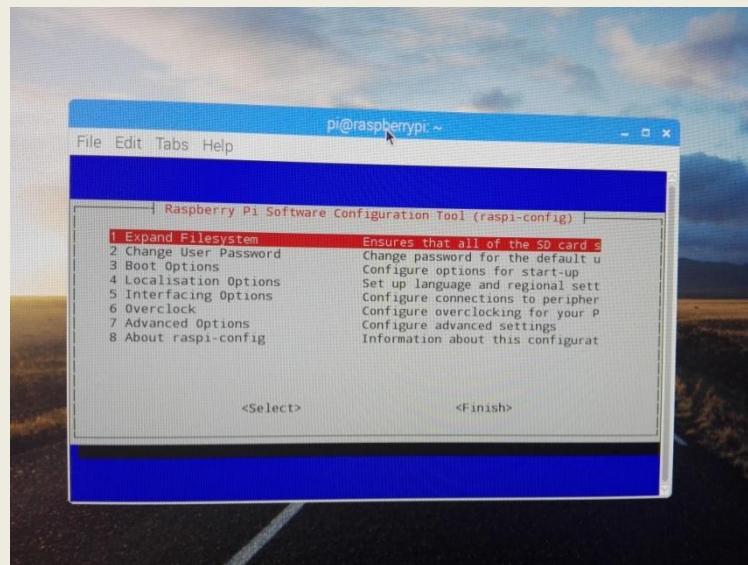 pi@raspberrypi: ~
File Edit Tabs Help
Raspberry Pi Software Configuration Tool (raspi-config)
1 Expand Filesystem Ensures that all of the SD card s
2 Change User Password Change password for the default u
3 Boot Options Configure options for start-up
4 Localisation Options Set up language and regional sett
5 Interfacing Options Configure connections to peripher
6 Overclock Configure overclocking for your P
7 Advanced Options Configure advanced settings
8 About raspi-config Information about this configurat
<Select> <Finish>